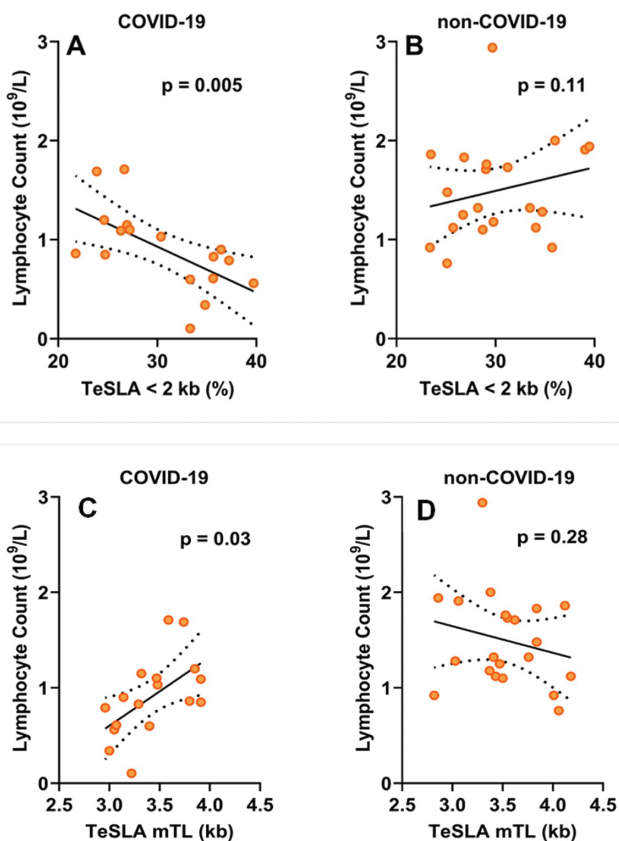 COVID-19
A
p = 0.005
Lymphocyte Count (10⁹/L)
3
2
1
0
20
30
40
TeSLA < 2 kb (%)
non-COVID-19
B
p = 0.11
Lymphocyte Count (10⁹/L)
3
2
1
0
20
30
40
TeSLA < 2 kb (%)
COVID-19
C
p = 0.03
Lymphocyte Count (10⁹/L)
3
2
1
0
2.5
3.0
3.5
4.0
4.5
TeSLA mTL (kb)
non-COVID-19
D
p = 0.28
Lymphocyte Count (10⁹/L)
3
2
1
0
2.5
3.0
3.5
4.0
4.5
TeSLA mTL (kb)